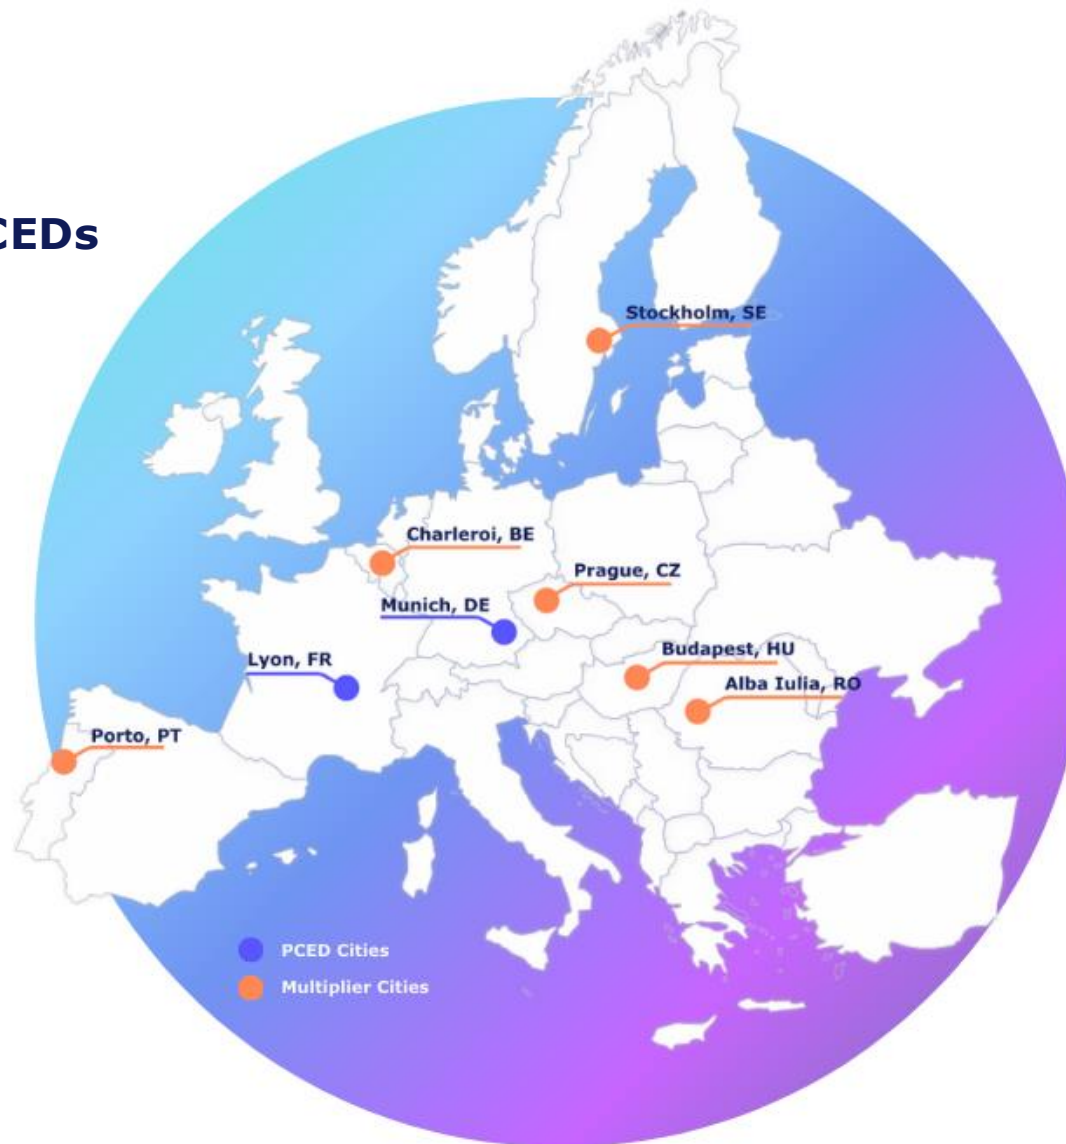 CEDs
Stockholm, SE
Charleroi, BE
Prague, CZ
Munich, DE
Budapest, HU
Lyon, FR
Alba Iulia, RO
Porto, PT
PCED Cities
Multiplier Cities